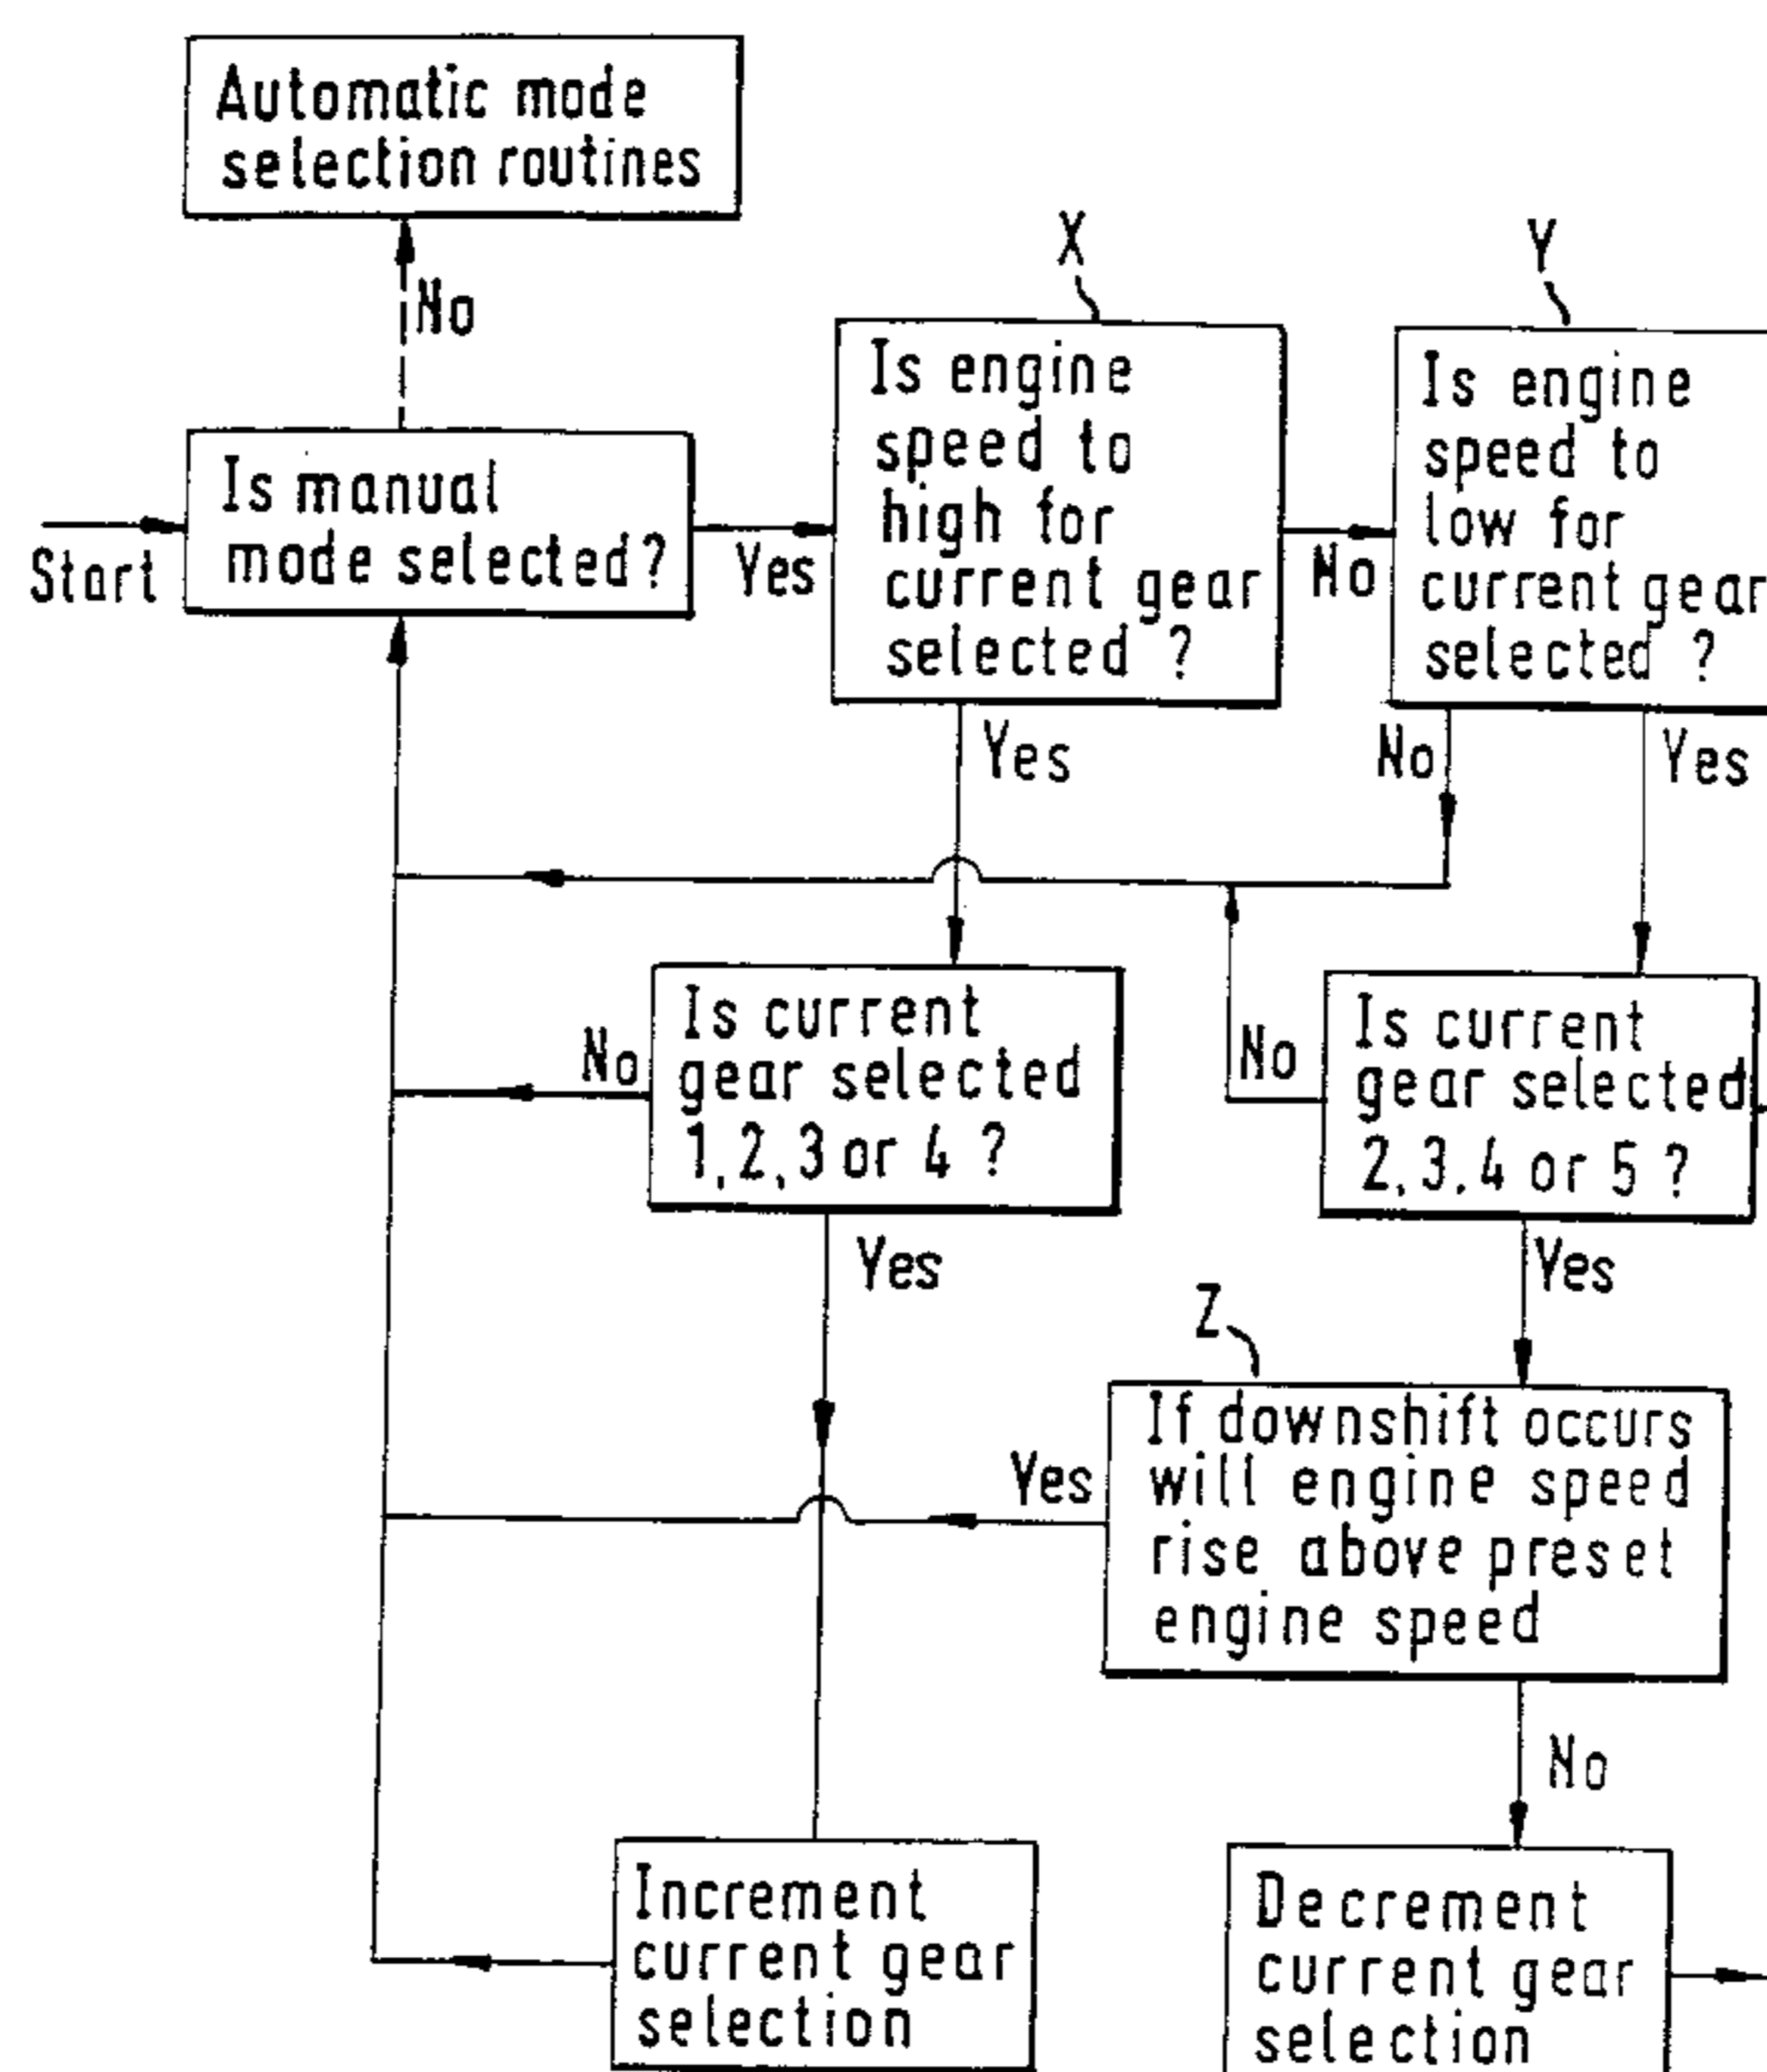 Automatic mode
selection routines
No
X
Y
Is engine
speed to
high for
current gear
selected ?
Is engine
speed to
low for
current gear
selected ?
Is manual
mode selected?
Start
Yes
No
Yes
No
Yes
Is current
gear selected
1,2,3 or 4 ?
No
Is current
gear selected
2,3,4 or 5 ?
No
Yes
Yes
Z
If downshift occurs
will engine speed
rise above preset
engine speed
Yes
No
Increment
current gear
selection
Decrement
current gear
selection